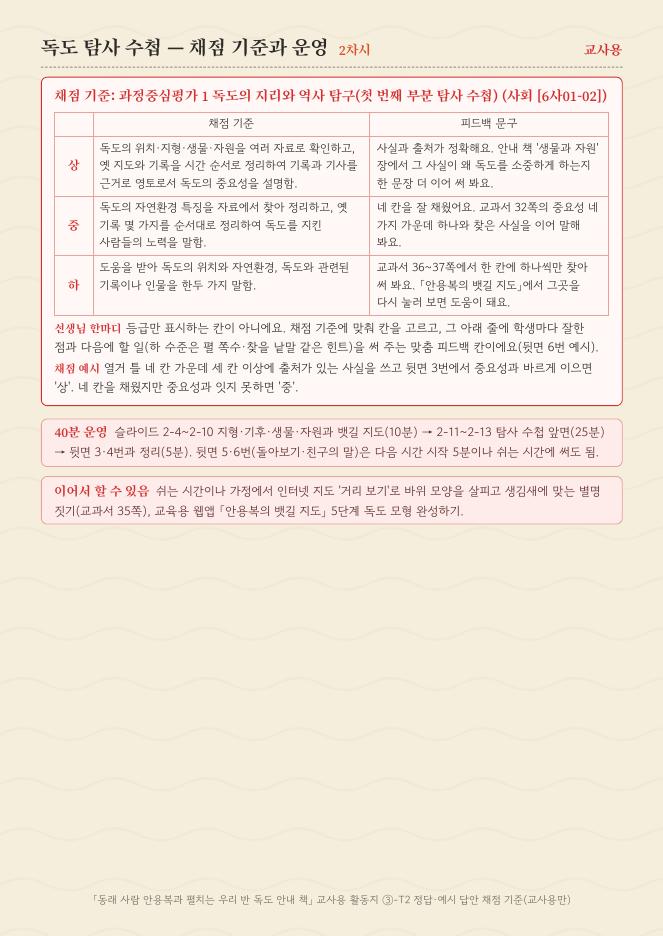 독도 탐사 수첩 — 채점 기준과 운영 2차시 교사용
채점 기준: 과정중심평가 1 독도의 지리와 역사 탐구(첫 번째 부분 탐사 수첩) (사회 [6사01-02])
채점 기준 피드백 문구
상
독도의 위치·지형·생물·자원을 여러 자료로 확인하고,
옛 지도와 기록을 시간 순서로 정리하여 기록과 기사를
근거로 영토로서 독도의 중요성을 설명함.
사실과 출처가 정확해요. 안내 책 '생물과 자원'
장에서 그 사실이 왜 독도를 소중하게 하는지
한 문장 더 이어 써 봐요.
중
독도의 자연환경 특징을 자료에서 찾아 정리하고, 옛
기록 몇 가지를 순서대로 정리하여 독도를 지킨
사람들의 노력을 말함.
네 칸을 잘 채웠어요. 교과서 32쪽의 중요성 네
가지 가운데 하나와 찾은 사실을 이어 말해
봐요.
하
도움을 받아 독도의 위치와 자연환경, 독도와 관련된
기록이나 인물을 한두 가지 말함.
교과서 36~37쪽에서 한 칸에 하나씩만 찾아
써 봐요. 「안용복의 뱃길 지도」에서 그곳을
다시 눌러 보면 도움이 돼요.
선생님 한마디 등급만 표시하는 칸이 아니에요. 채점 기준에 맞춰 칸을 고르고, 그 아래 줄에 학생마다 잘한
점과 다음에 할 일(하 수준은 펼 쪽수·찾을 낱말 같은 힌트)을 써 주는 맞춤 피드백 칸이에요(뒷면 6번 예시).
채점 예시 열거 틀 네 칸 가운데 세 칸 이상에 출처가 있는 사실을 쓰고 뒷면 3번에서 중요성과 바르게 이으면
'상'. 네 칸을 채웠지만 중요성과 잇지 못하면 '중'.
40분 운영 슬라이드 2-4~2-10 지형·기후·생물·자원과 뱃길 지도(10분) → 2-11~2-13 탐사 수첩 앞면(25분)
→ 뒷면 3·4번과 정리(5분). 뒷면 5·6번(돌아보기·친구의 말)은 다음 시간 시작 5분이나 쉬는 시간에 써도 됨.
이어서 할 수 있음 쉬는 시간이나 가정에서 인터넷 지도 '거리 보기'로 바위 모양을 살피고 생김새에 맞는 별명
짓기(교과서 35쪽), 교육용 웹앱 「안용복의 뱃길 지도」 5단계 독도 모형 완성하기.
「동래 사람 안용복과 펼치는 우리 반 독도 안내 책」 교사용 활동지 ③-T2 정답·예시 답안 채점 기준(교사용만)